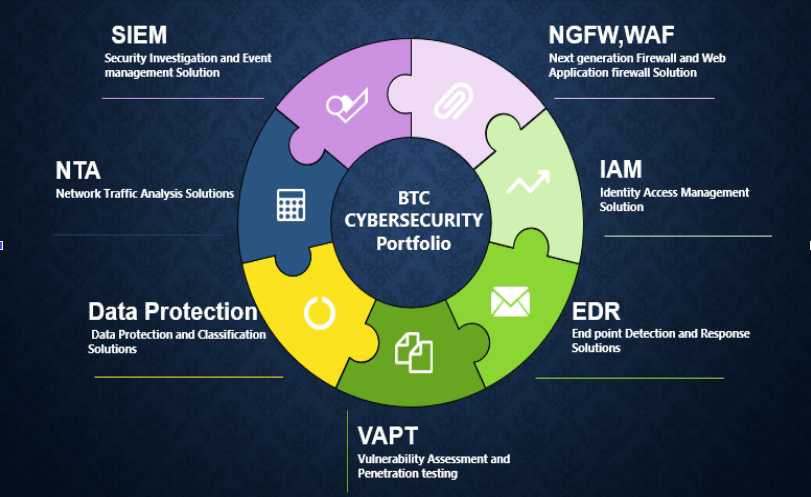 SIEM
Security Investigation and Event
management Solution
NGFW,WAF
Next generation Firewall and Web
Application firewall Solution
NTA
Network Traffic Analysis Solutions
IAM
Identity Access Management
Solution
BTC
CYBERSECURITY
Portfolio
Data Protection
Data Protection and Classification
Solutions
EDR
End point Detection and Response
Solutions
VAPT
Vulnerability Assessment and
Penetration testing